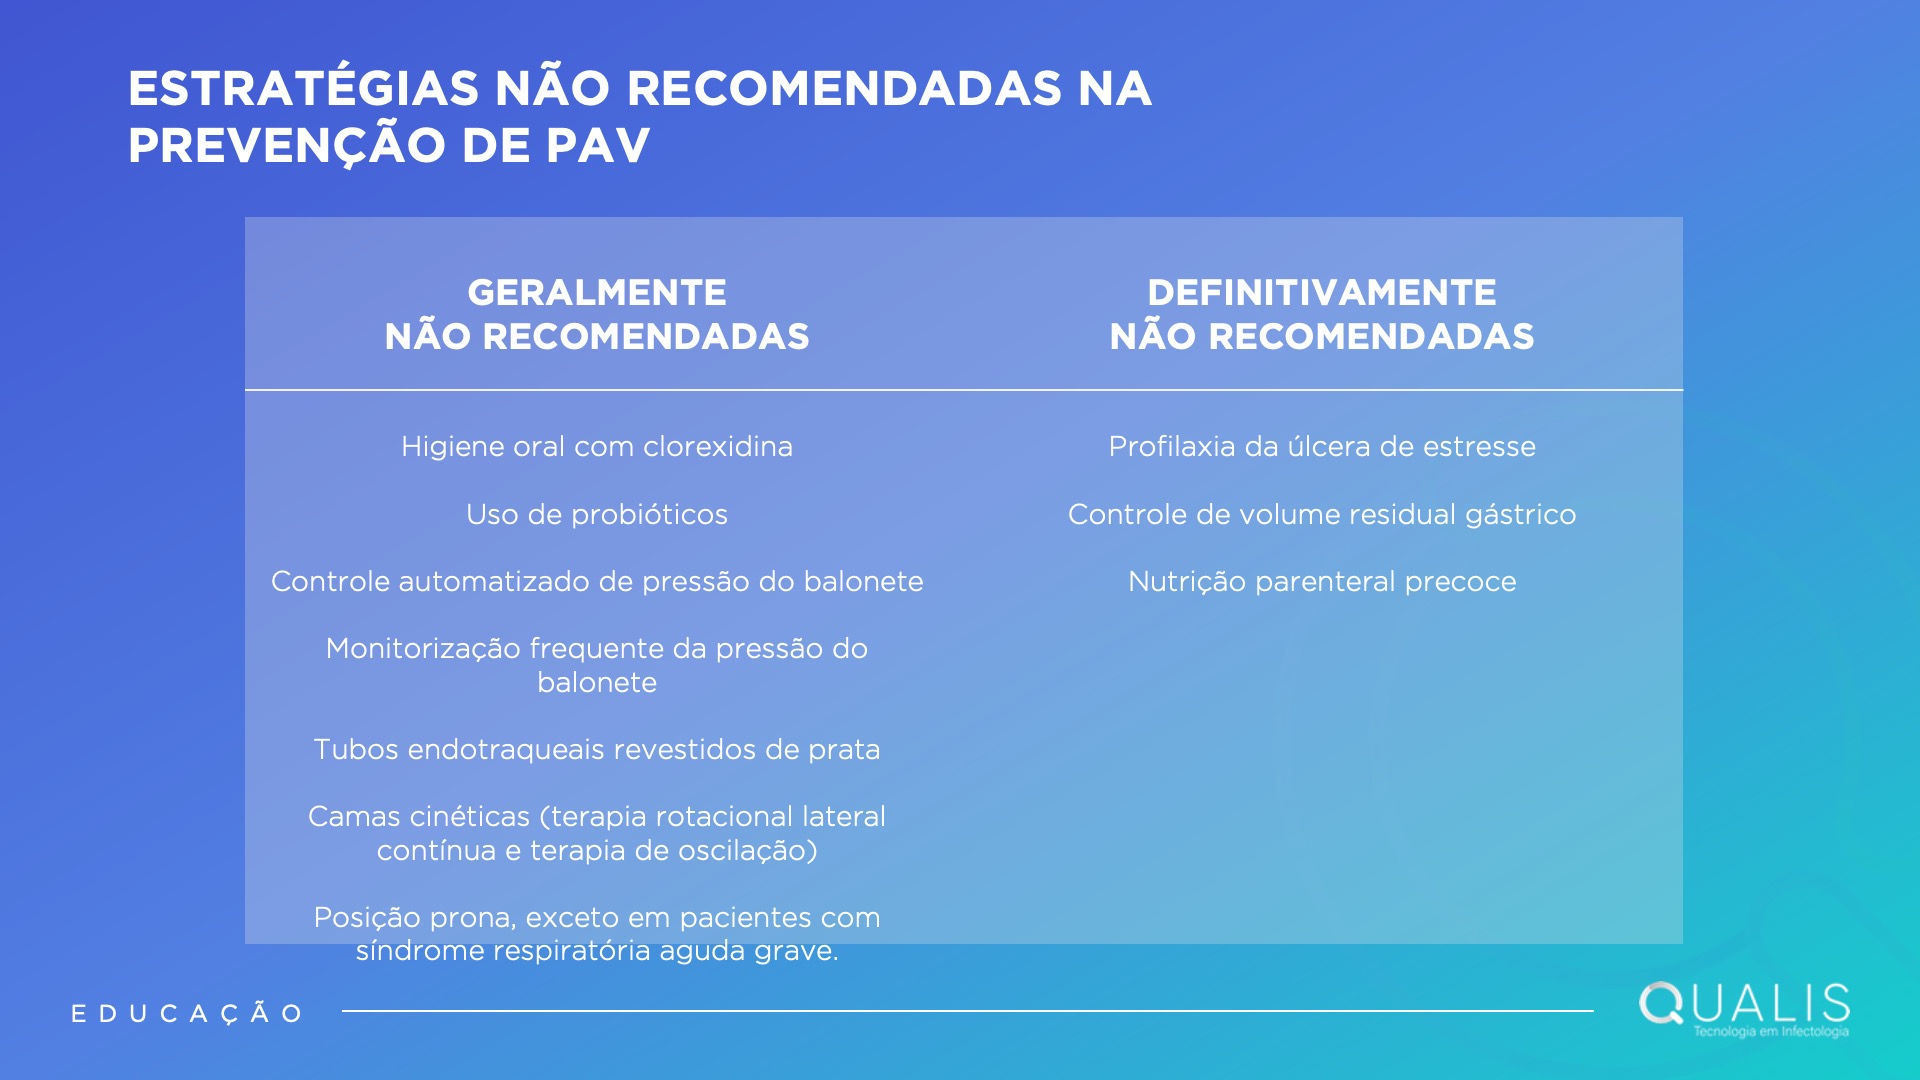 ESTRATÉGIAS NÃO RECOMENDADAS NA
PREVENÇÃO DE PAV
GERALMENTE
NÃO RECOMENDADAS
Higiene oral com clorexidina
Uso de probióticos
Controle automatizado de pressão do balonete
Monitorização frequente da pressão do
balonete
Tubos endotraqueais revestidos de prata
Camas cinéticas (terapia rotacional lateral
contínua e terapia de oscilação)
Posição prona, exceto em pacientes com
síndrome respiratória aguda grave.
DEFINITIVAMENTE
NÃO RECOMENDADAS
Profilaxia da úlcera de estresse
Controle de volume residual gástrico
Nutrição parenteral precoce
EDUCAÇÃO
QUALIS
Tecnologia em Infectologia